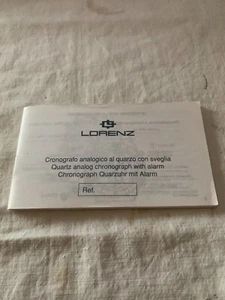 LORENZ
Cronografo analogico al quarzo con sveglia
Quartz analog chronograph with alarm
Chronograph Quarzuhr mit Alarm
Ref.